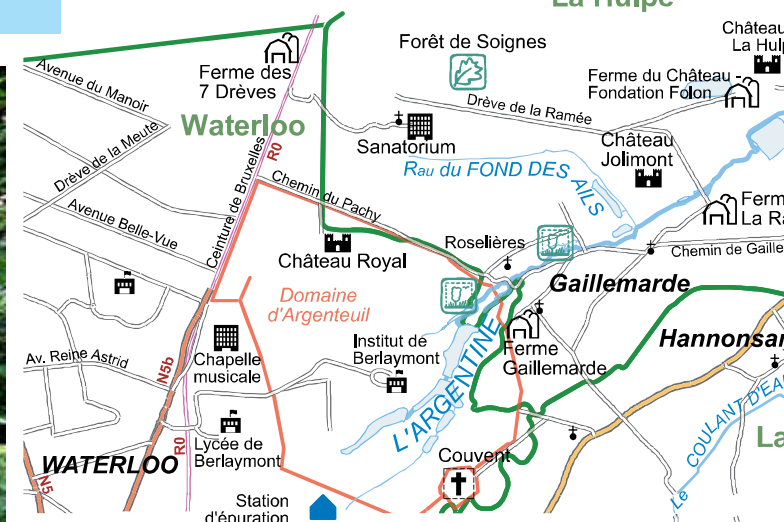 La Hulpe
Château
La Hulp
Forêt de Soignes
Ferme des
7 Drèves
Avenue du Manoir
Ferme du Château -
Fondation Folon
Waterloo
R0
Drève de la Ramée
Drève de la Meute
Sanatorium
Château
Jolimont
Ceinture de Bruxelles
Rau du FOND DES AILS
Chemin du Pachy
Avenue Belle-Vue
Ferm
La Ra
Roselières
Chemin de Gaille
Château Royal
Gaillemarde
Domaine
d'Argenteuil
Hannonsar
Institut de
Berlaymont
Ferme
Gaillemarde
Av. Reine Astrid
N5b
Chapelle
musicale
L'ARGENTINE
Le COULANT D'EAU
R0
Lycée de
Berlaymont
La
Couvent
WATERLOO
N5
Station
d'épuration